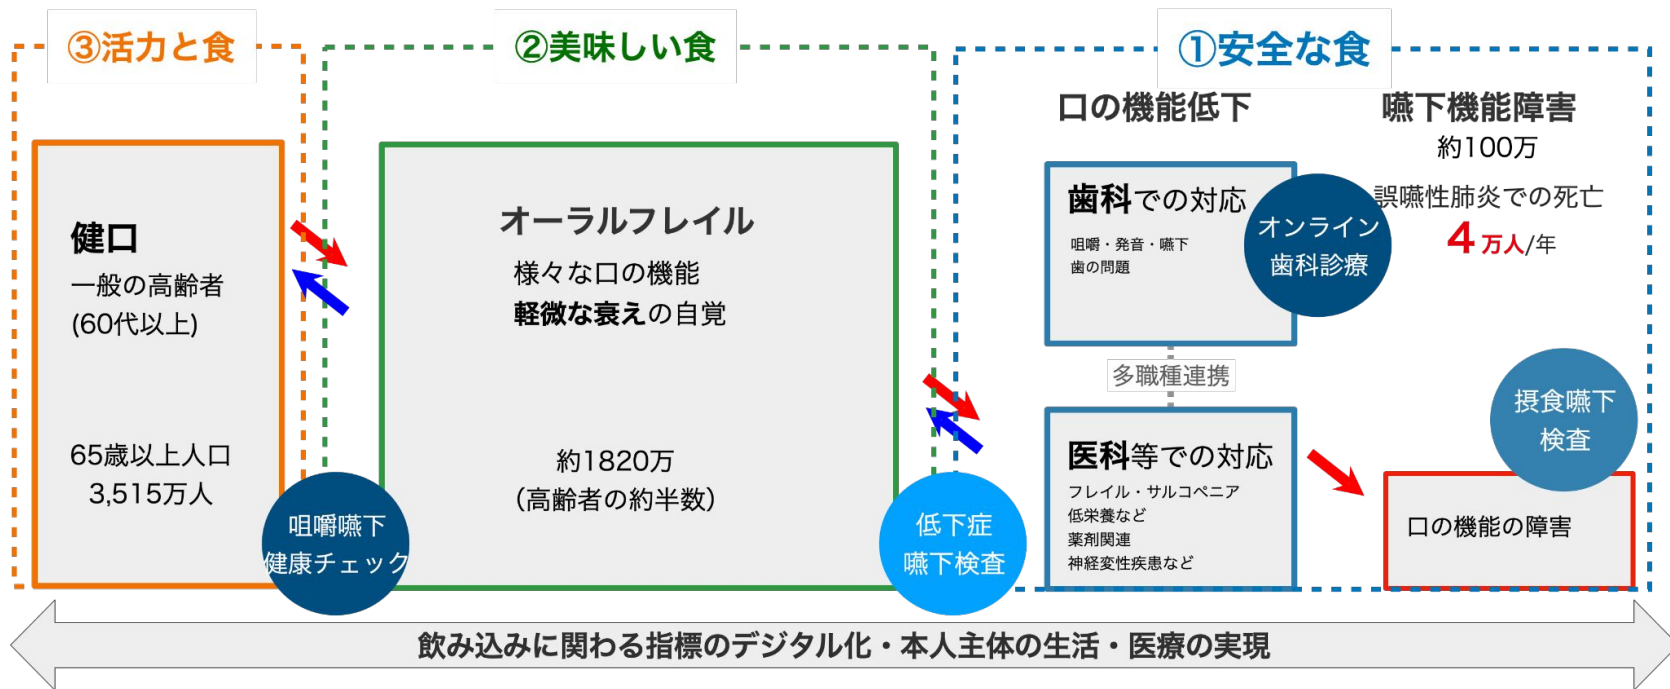 ③活力と食
健口
一般の高齢者
(60代以上)
65歳以上人口
3,515万人
咀嚼嚥下
健康チェック
②美味しい食
オーラルフレイル
様々な口の機能
軽微な衰えの自覚
約1820万
（高齢者の約半数）
低下症
嚥下検査
①安全な食
口の機能低下
歯科での対応
咀嚼・発音・嚥下
歯の問題
オンライン
歯科診療
多職種連携
医科等での対応
フレイル・サルコペニア
低栄養など
薬剤関連
神経変性疾患など
嚥下機能障害
約100万
誤嚥性肺炎での死亡
4万人/年
摂食嚥下
検査
口の機能の障害
飲み込みに関わる指標のデジタル化・本人主体の生活・医療の実現